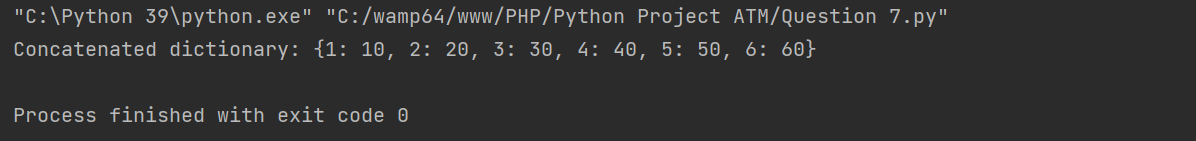 "C:\Python 39\python.exe" "C:/wamp64/www/PHP/Python Project ATM/Question 7.py"
Concatenated dictionary: {1: 10, 2: 20, 3: 30, 4: 40, 5: 50, 6: 60}
Process finished with exit code 0